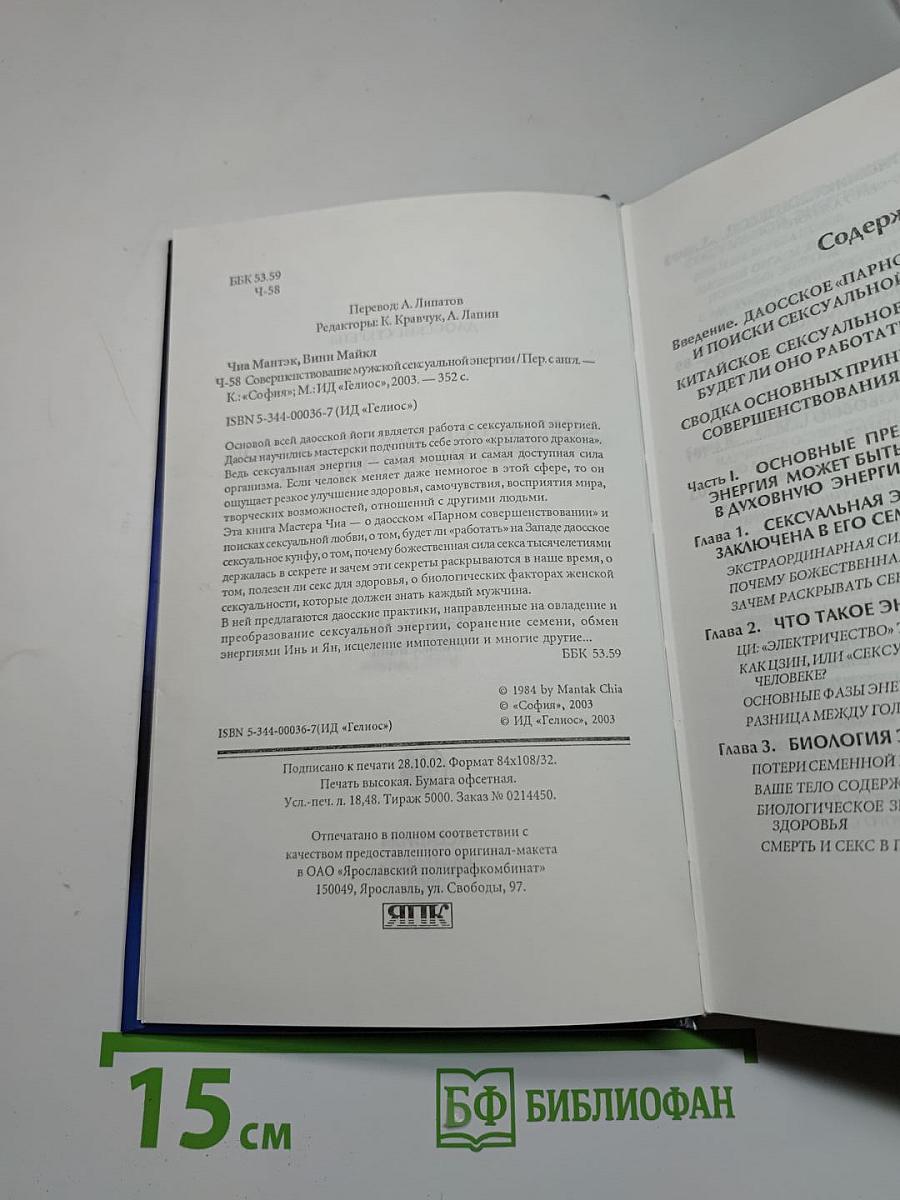 ББК 53.59
Ч-58
Перевод: А. Липатов
Редакторы: К. Кравчук, А. Лапин
Чиа Мантэк, Винн Майкл
Ч-58 Совершенствование мужской сексуальной энергии / Пер. с англ. —
К.: «София»; М.: ИД «Гелиос», 2003. — 352 с.
ISBN 5-344-00036-7 (ИД «Гелиос»)
Основой всей даосской йоги является работа с сексуальной энергией.
Даосы научились мастерски подчинять себе этого «крылатого дракона».
Ведь сексуальная энергия — самая мощная и самая доступная сила
организма. Если человек меняет даже немногое в этой сфере, то он
ощущает резкое улучшение здоровья, самочувствия, восприятия мира,
творческих возможностей, отношений с другими людьми.
Эта книга Мастера Чиа — о даосском «Парном совершенствовании» и
поисках сексуальной любви, о том, будет ли «работать» на Западе даосское
сексуальное кунфу, о том, почему божественная сила секса тысячелетиями
держалась в секрете и зачем эти секреты раскрываются в наше время, о
том, полезен ли секс для здоровья, о биологических факторах женской
сексуальности, которые должен знать каждый мужчина.
В ней предлагаются даосские практики, направленные на овладение и
преобразование сексуальной энергии, соранение семени, обмен
энергиями Инь и Ян, исцеление импотенции и многие другие...
ББК 53.59
© 1984 by Mantak Chia
© «София», 2003
© ИД «Гелиос», 2003
ISBN 5-344-00036-7(ИД «Гелиос»)
Подписано к печати 28.10.02. Формат 84х108/32.
Печать высокая. Бумага офсетная.
Усл.-печ. л. 18,48. Тираж 5000. Заказ № 0214450.
Отпечатано в полном соответствии с
качеством предоставленного оригинал-макета
в ОАО «Ярославский полиграфкомбинат»
150049, Ярославль, ул. Свободы, 97.
ЯПК
Содерж
Введение. ДАОССКОЕ «ПАРНО
И ПОИСКИ СЕКСУАЛЬНОЙ
КИТАЙСКОЕ СЕКСУАЛЬНОЕ
БУДЕТ ЛИ ОНО РАБОТАТ
СВОДКА ОСНОВНЫХ ПРИН
СОВЕРШЕНСТВОВАНИЯ
Часть I. ОСНОВНЫЕ ПРЕ
ЭНЕРГИЯ МОЖЕТ БЫТЬ
В ДУХОВНУЮ ЭНЕРГИ
Глава 1. СЕКСУАЛЬНАЯ Э
ЗАКЛЮЧЕНА В ЕГО СЕМ
ЭКСТРАОРДИНАРНАЯ СИЛ
ПОЧЕМУ БОЖЕСТВЕННА
ЗАЧЕМ РАСКРЫВАТЬ СЕК
Глава 2. ЧТО ТАКОЕ ЭН
ЦИ: «ЭЛЕКТРИЧЕСТВО»
КАК ЦЗИН, ИЛИ «СЕКСУ
ЧЕЛОВЕКЕ?
ОСНОВНЫЕ ФАЗЫ ЭНЕ
РАЗНИЦА МЕЖДУ ГОЛ
Глава 3. БИОЛОГИЯ
ПОТЕРИ СЕМЕННОЙ
ВАШЕ ТЕЛО СОДЕРЖ
БИОЛОГИЧЕСКОЕ ЗН
ЗДОРОВЬЯ
СМЕРТЬ И СЕКС В П
15 см
БФ БИБЛИОФАН